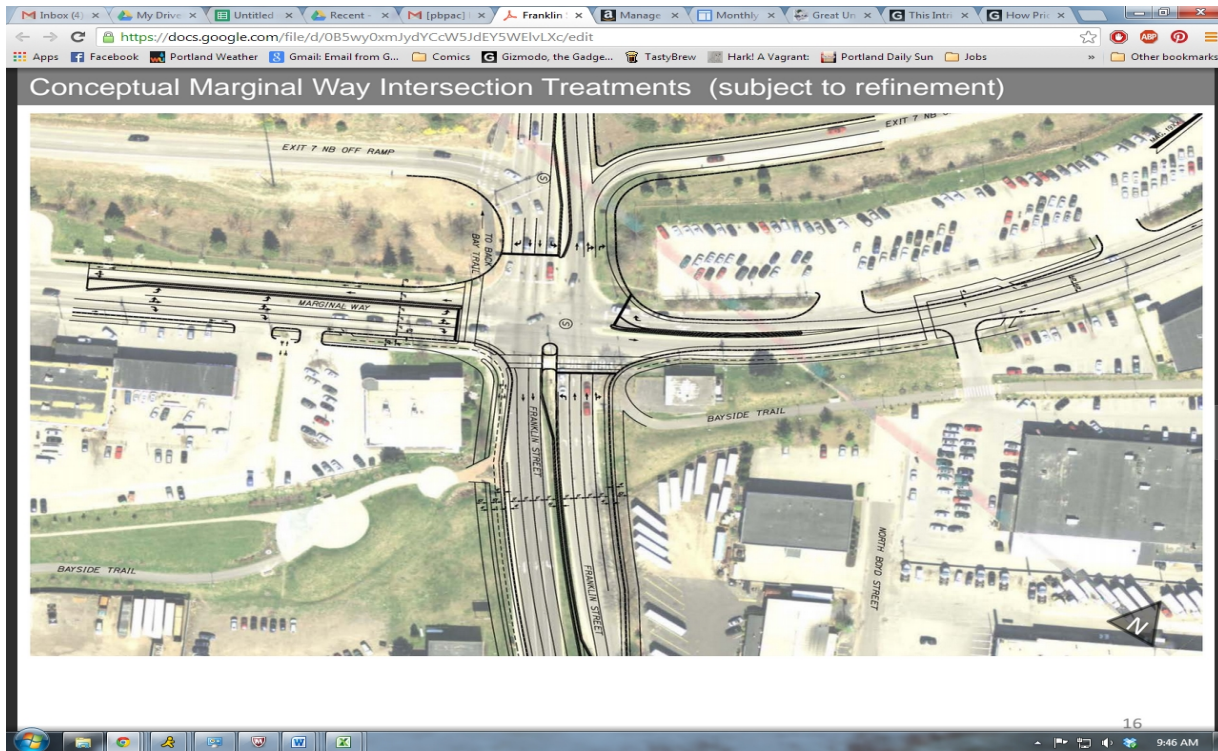 Inbox (4)
My Drive
Untitled
Recent -
[pbpac]
Franklin
Manage
Monthly
Great Un
This Intri
How Pric
https://docs.google.com/file/d/0B5wy0xmJydYCcW5JdEY5WElvLXc/edit
Apps
Facebook
Portland Weather
Gmail: Email from G...
Comics
Gizmodo, the Gadge...
TastyBrew
Hark! A Vagrant:
Portland Daily Sun
Jobs
»
Other bookmarks
Conceptual Marginal Way Intersection Treatments (subject to refinement)
EXIT 7 NB OFF RAMP
EXIT 7 NB
TO BACK
BAY TRAIL
S
MARGINAL WAY
S
FRANKLIN STREET
BAYSIDE TRAIL
BAYSIDE TRAIL
FRANKLIN STREET
NORTH BOYD STREET
N
16
9:46 AM